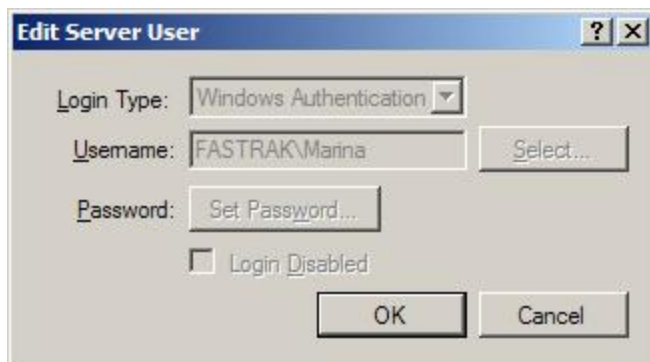 Edit Server User
Login Type: Windows Authentication
Username: FASTRAK\Marina Select...
Password: Set Password...
Login Disabled
OK Cancel